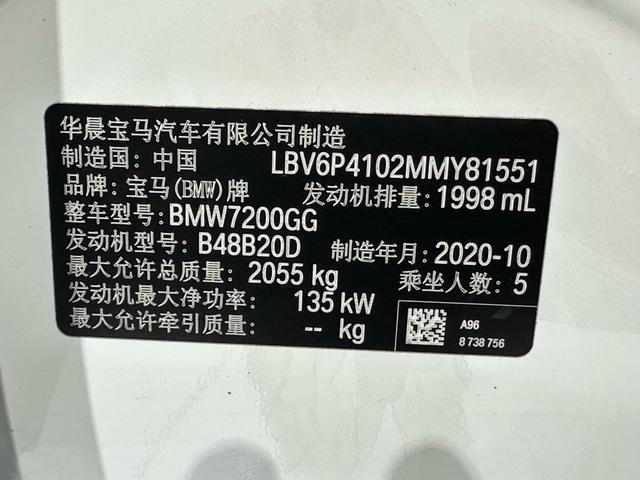 华晨宝马汽车有限公司制造
制造国: 中国 LBV6P4102MMY81551
品牌: 宝马(BMW)牌 发动机排量: 1998 mL
整车型号: BMW7200GG
发动机型号: B48B20D 制造年月: 2020-10
最大允许总质量: 2055 kg 乘坐人数: 5
发动机最大净功率: 135 kW
最大允许牵引质量: -- kg
A96
8 738 756